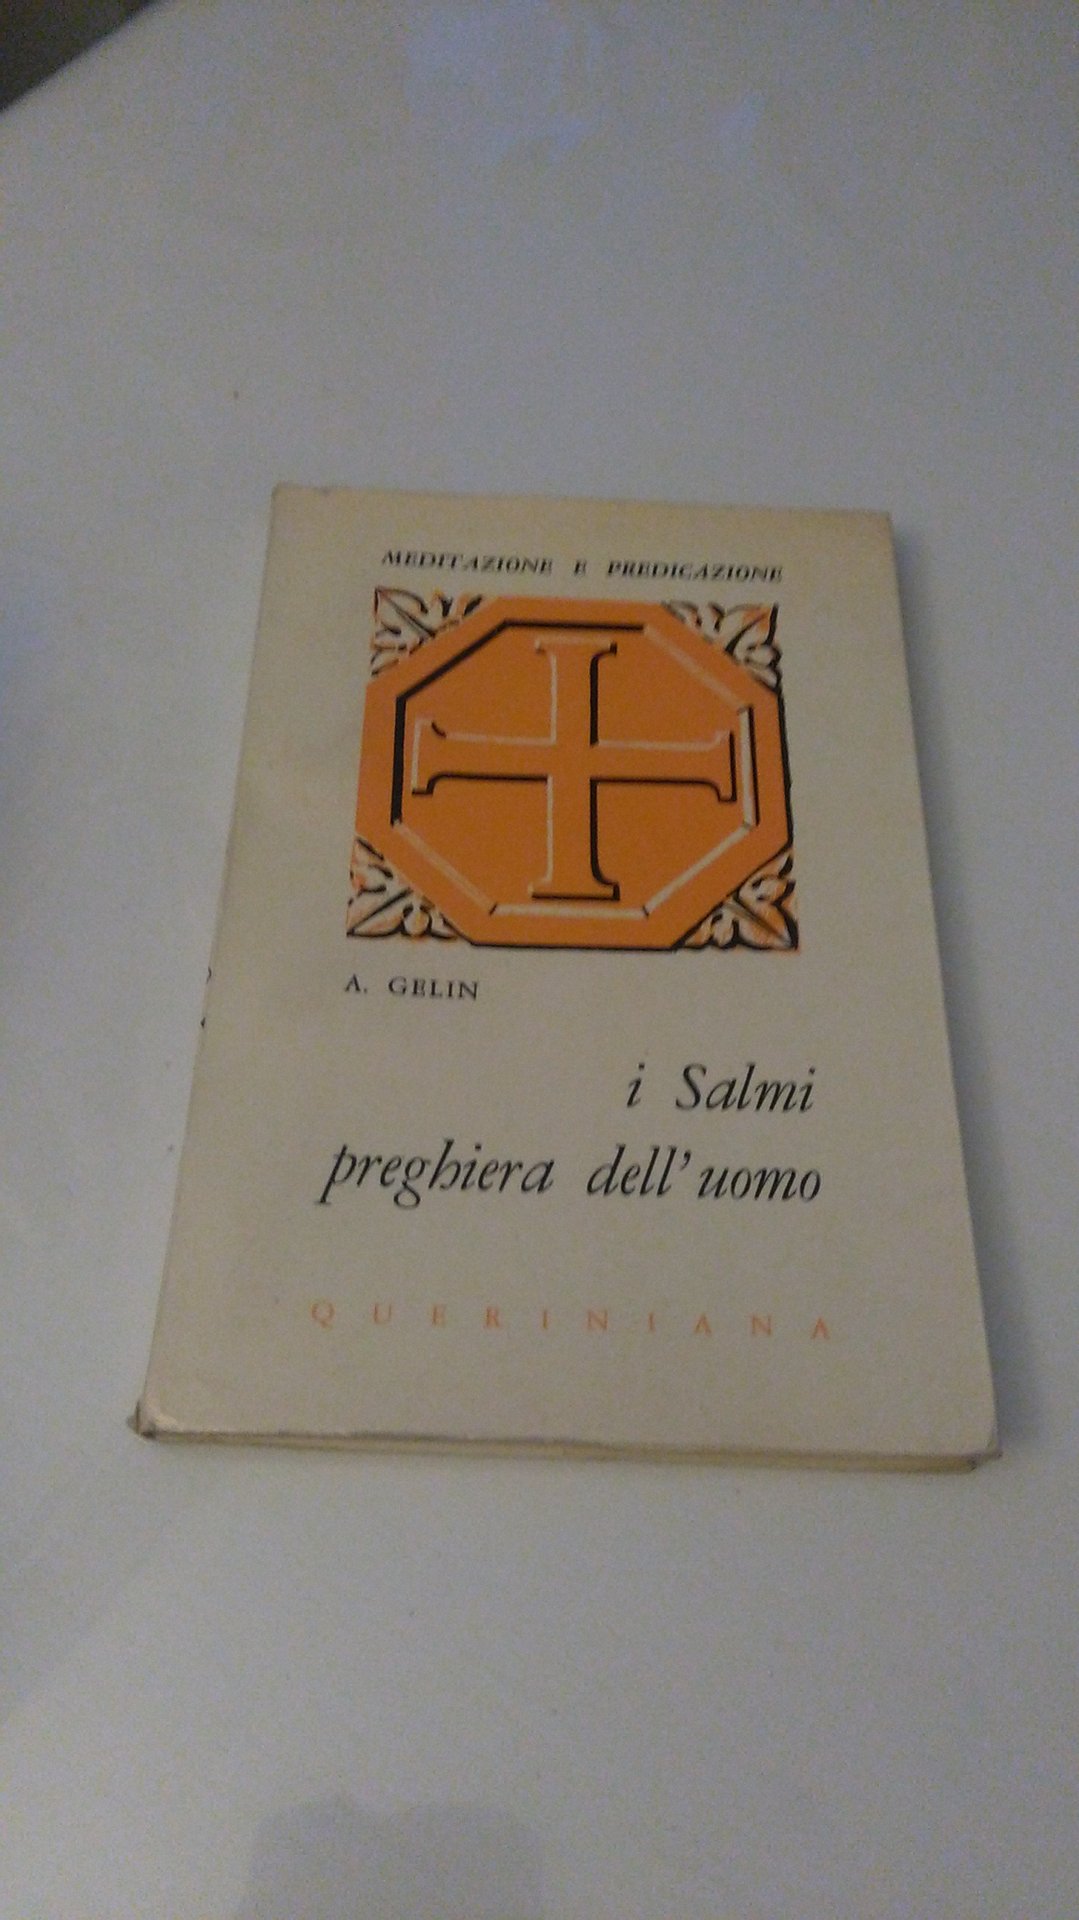 MEDITAZIONE E PREDICAZIONE
A. GELIN
i Salmi
preghiera dell'uomo
QUERINIANA